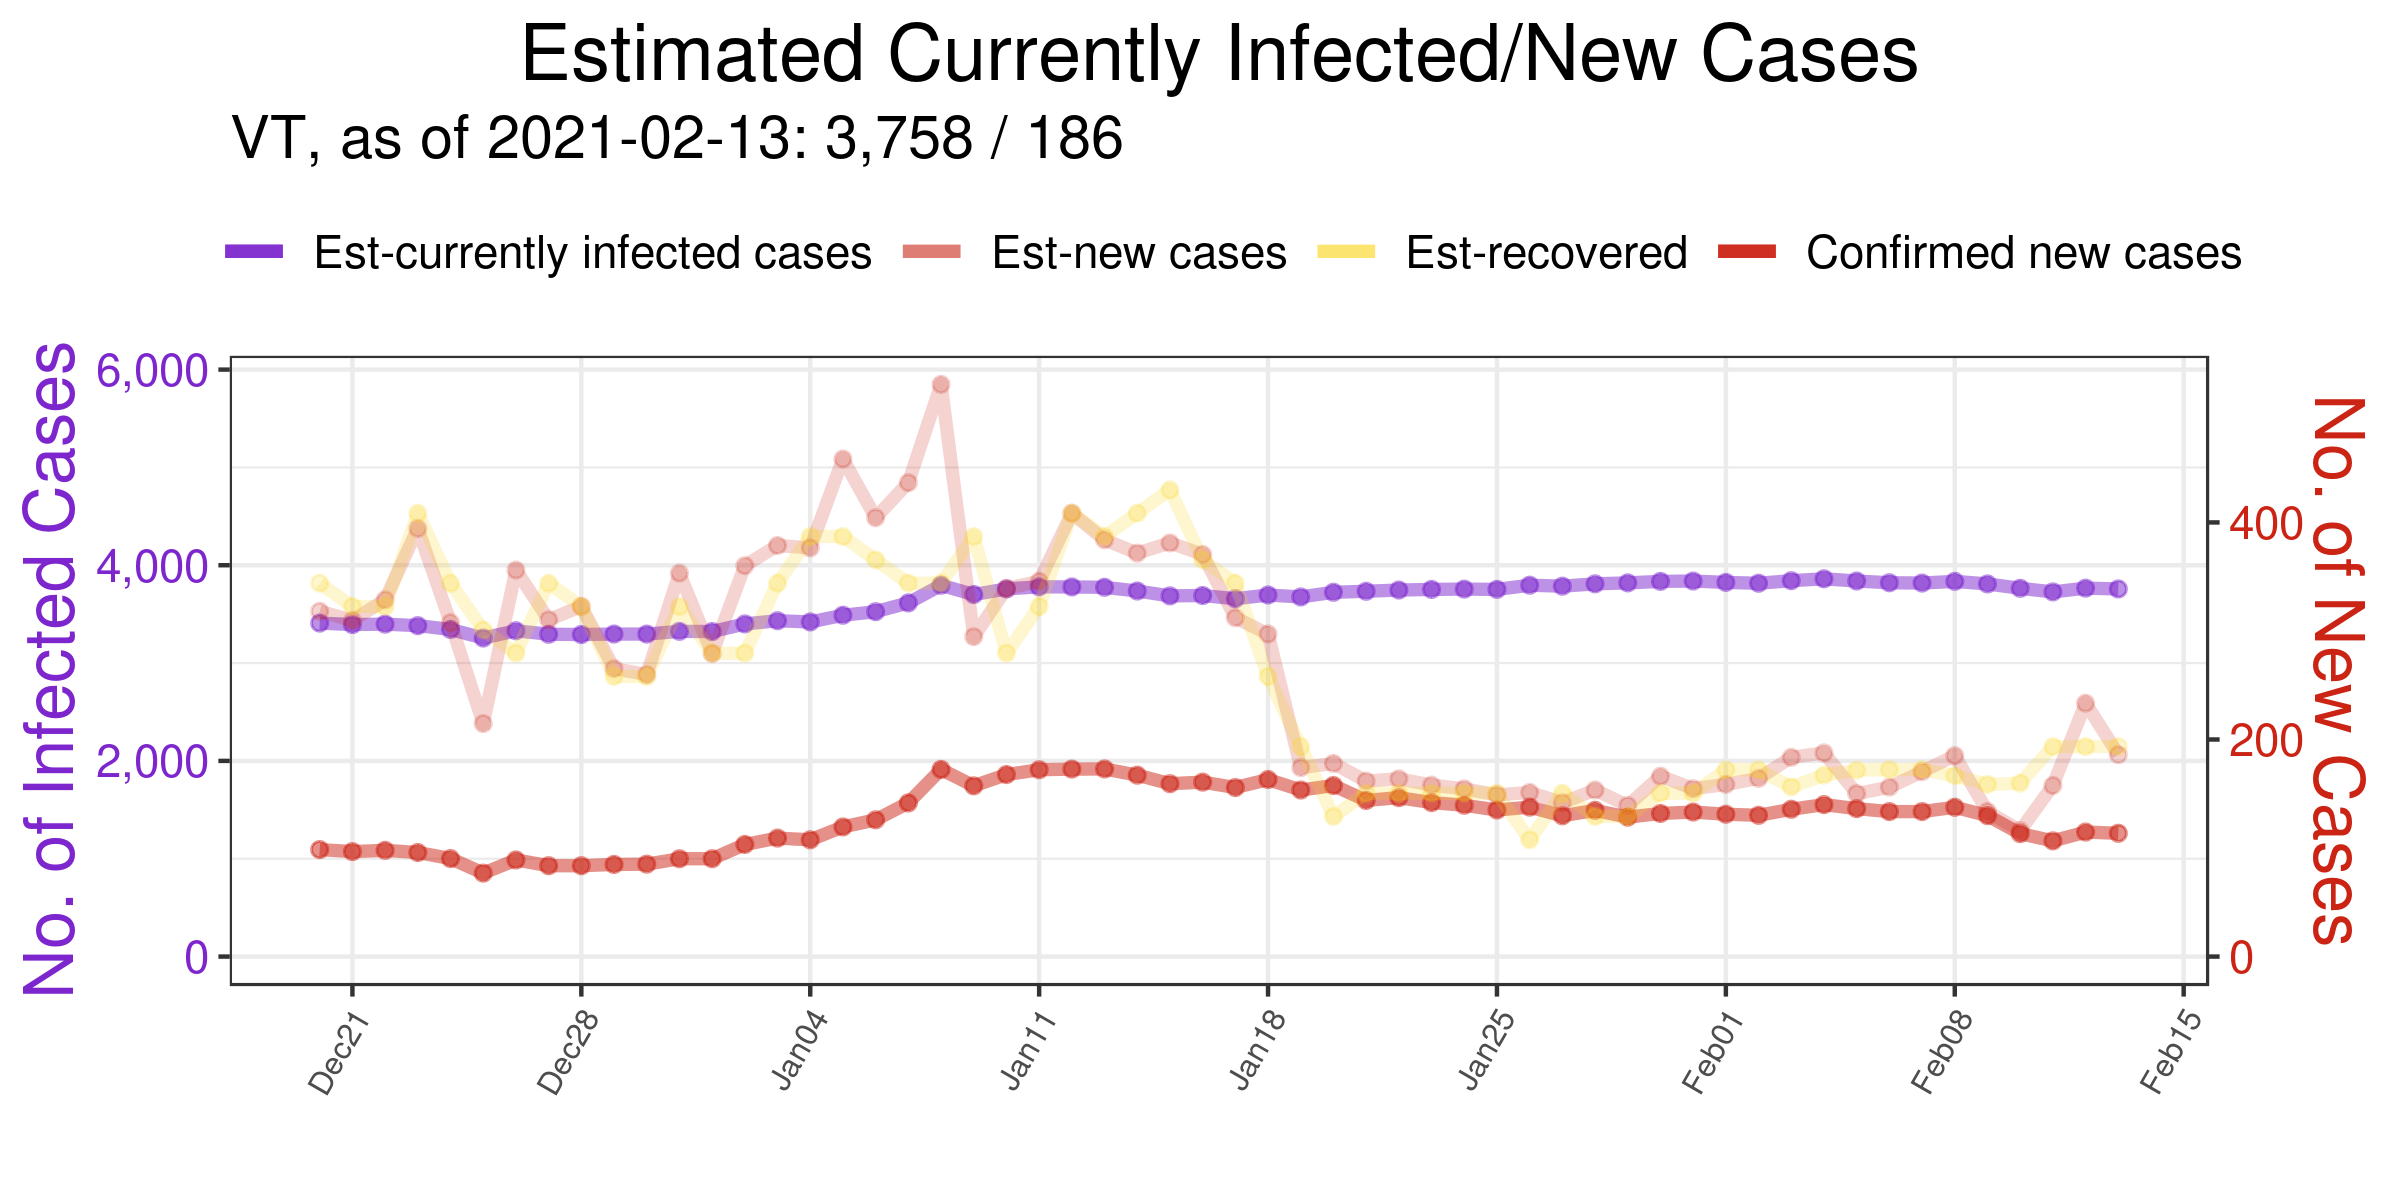 Estimated Currently Infected/New Cases
VT, as of 2021-02-13: 3,758 / 186
Est-currently infected cases Est-new cases Est-recovered Confirmed new cases
No. of Infected Cases
6,000
4,000
2,000
0
400
200
0
No. of New Cases
Dec21 Dec28 Jan04 Jan11 Jan18 Jan25 Feb01 Feb08 Feb15